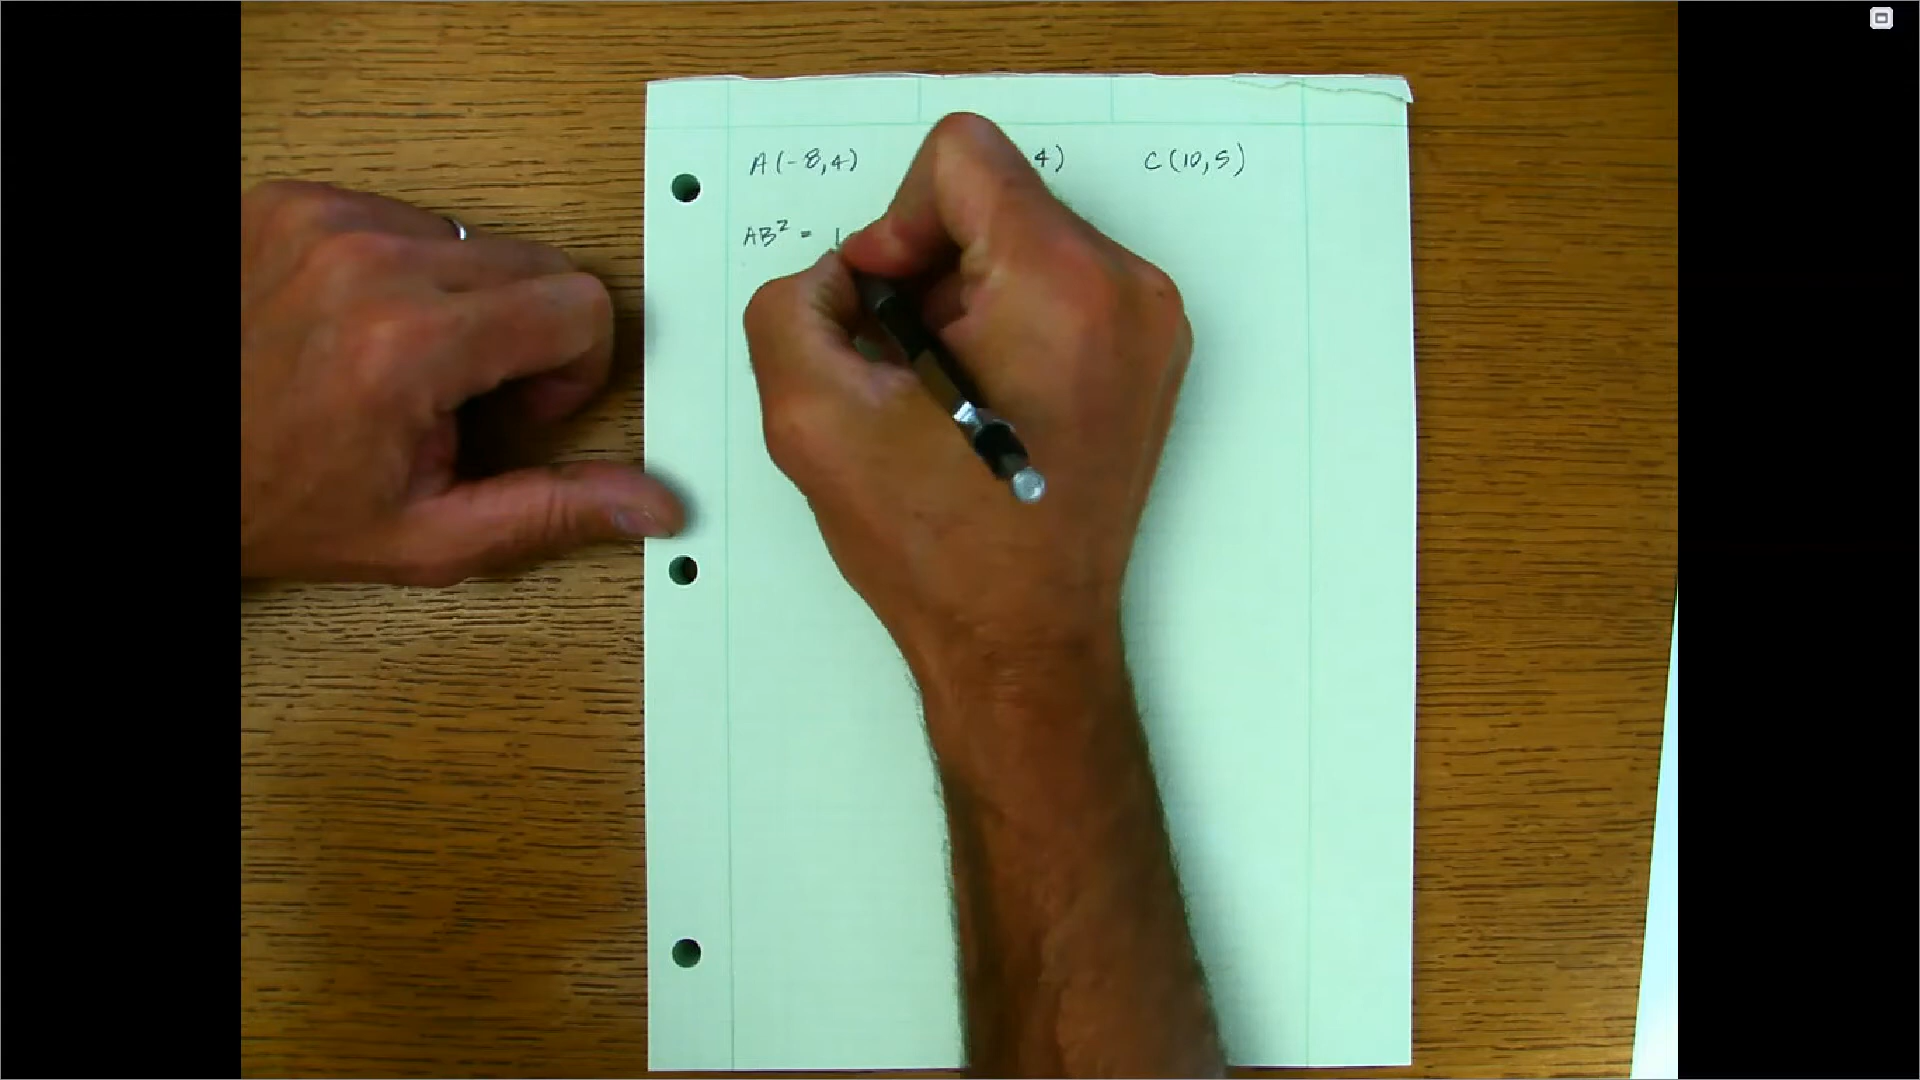 A(-8,4) 4) C(10,5)
AB² =